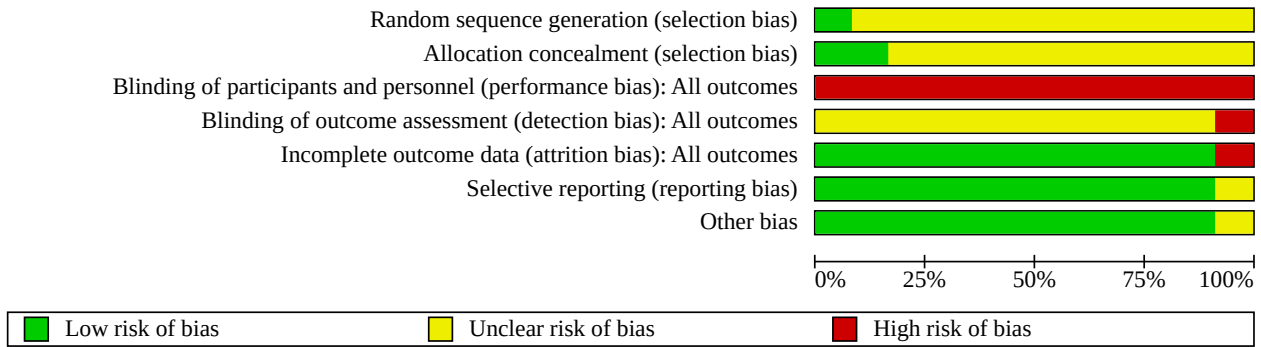 Random sequence generation (selection bias)
Allocation concealment (selection bias)
Blinding of participants and personnel (performance bias): All outcomes
Blinding of outcome assessment (detection bias): All outcomes
Incomplete outcome data (attrition bias): All outcomes
Selective reporting (reporting bias)
Other bias
0% 25% 50% 75% 100%
Low risk of bias Unclear risk of bias High risk of bias